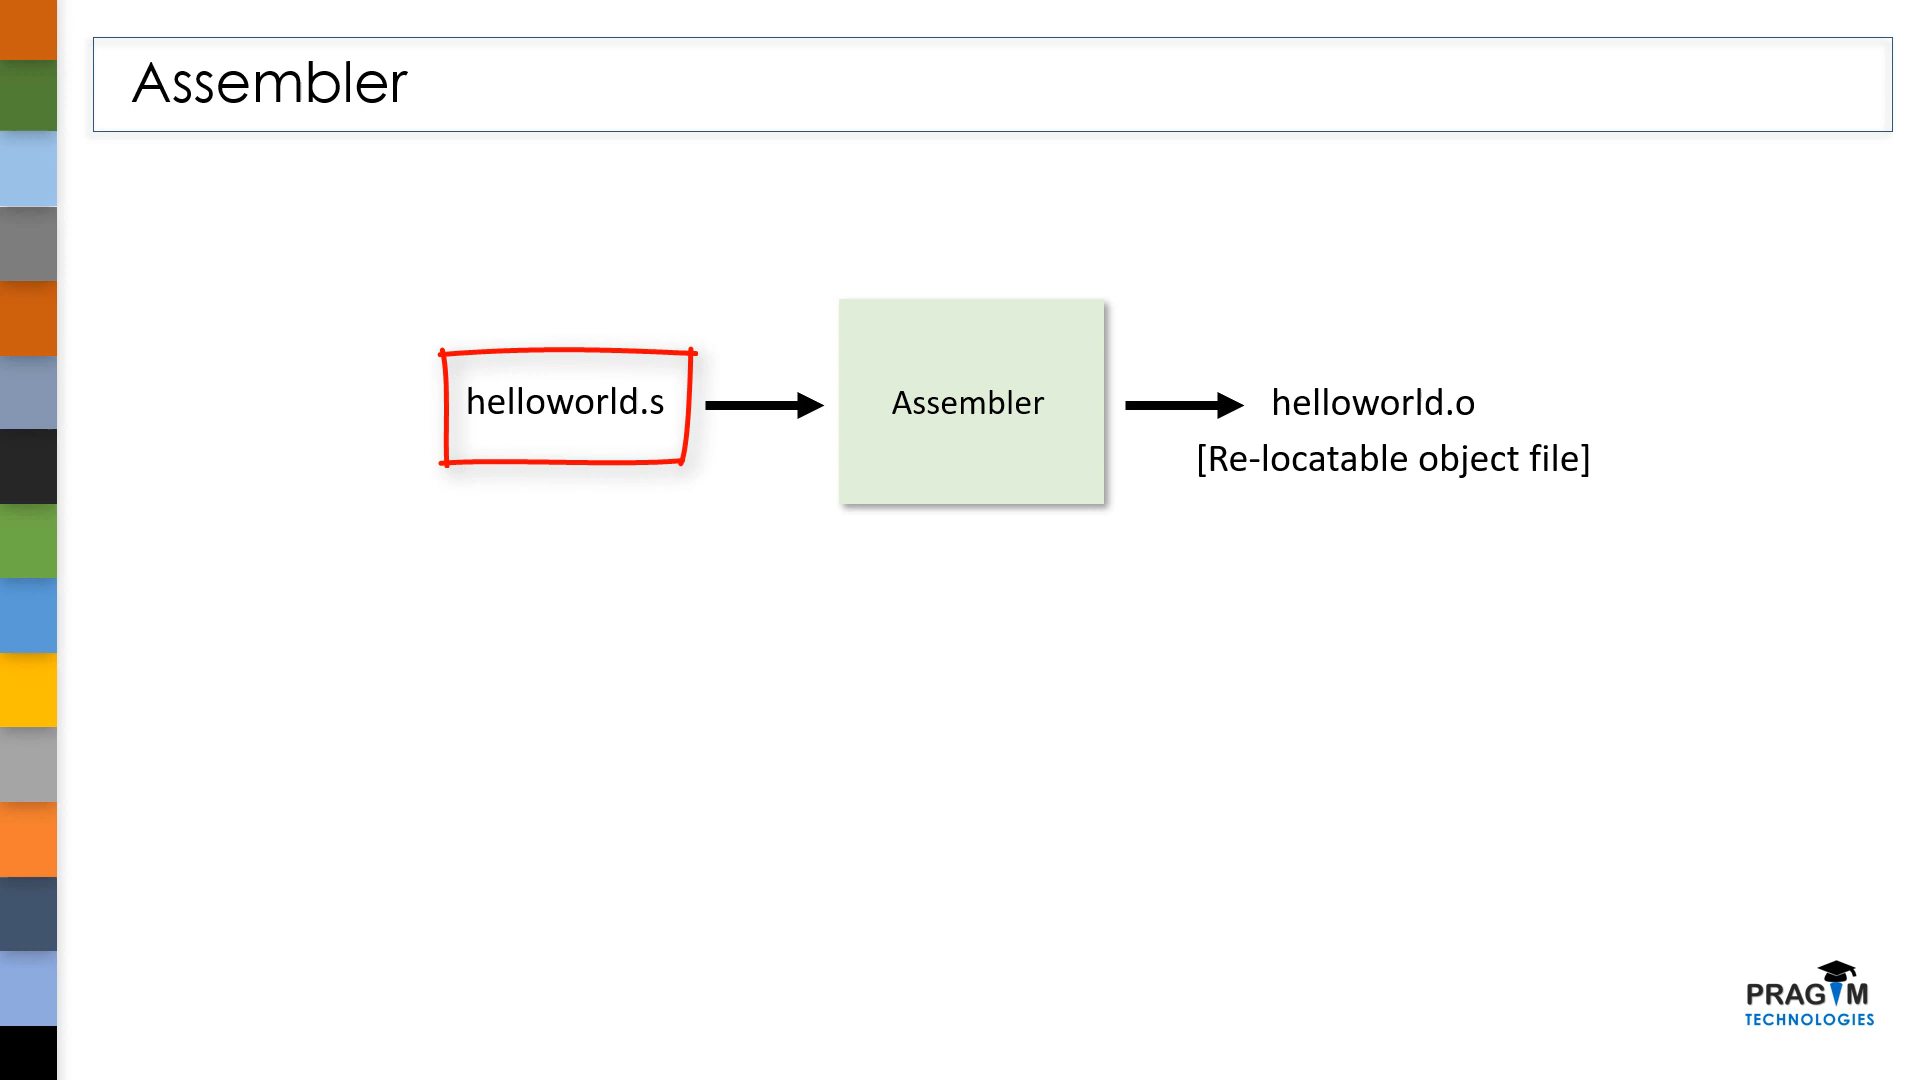 Assembler
helloworld.s
Assembler
helloworld.o
[Re-locatable object file]
PRAGIM
TECHNOLOGIES